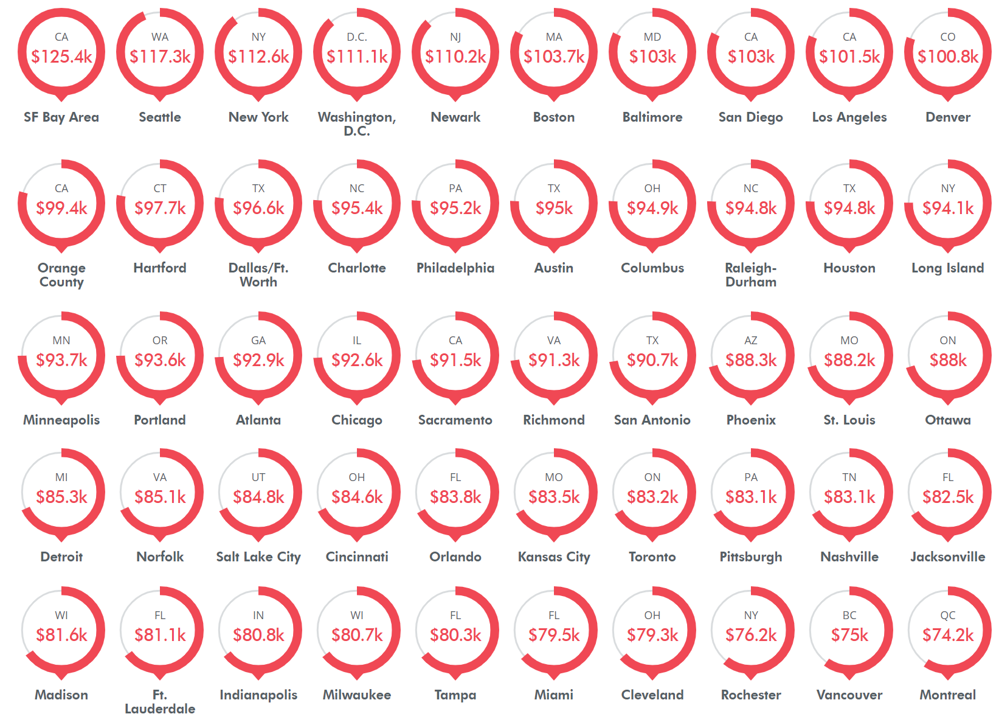 CA
$125.4k
SF Bay Area
WA
$117.3k
Seattle
NY
$112.6k
New York
D.C.
$111.1k
Washington,
D.C.
NJ
$110.2k
Newark
MA
$103.7k
Boston
MD
$103k
Baltimore
CA
$103k
San Diego
CA
$101.5k
Los Angeles
CO
$100.8k
Denver
CA
$99.4k
Orange
County
CT
$97.7k
Hartford
TX
$96.6k
Dallas/Ft.
Worth
NC
$95.4k
Charlotte
PA
$95.2k
Philadelphia
TX
$95k
Austin
OH
$94.9k
Columbus
NC
$94.8k
Raleigh-
Durham
TX
$94.8k
Houston
NY
$94.1k
Long Island
MN
$93.7k
Minneapolis
OR
$93.6k
Portland
GA
$92.9k
Atlanta
IL
$92.6k
Chicago
CA
$91.5k
Sacramento
VA
$91.3k
Richmond
TX
$90.7k
San Antonio
AZ
$88.3k
Phoenix
MO
$88.2k
St. Louis
ON
$88k
Ottawa
MI
$85.3k
Detroit
VA
$85.1k
Norfolk
UT
$84.8k
Salt Lake City
OH
$84.6k
Cincinnati
FL
$83.8k
Orlando
MO
$83.5k
Kansas City
ON
$83.2k
Toronto
PA
$83.1k
Pittsburgh
TN
$83.1k
Nashville
FL
$82.5k
Jacksonville
WI
$81.6k
Madison
FL
$81.1k
Ft.
Lauderdale
IN
$80.8k
Indianapolis
WI
$80.7k
Milwaukee
FL
$80.3k
Tampa
FL
$79.5k
Miami
OH
$79.3k
Cleveland
NY
$76.2k
Rochester
BC
$75k
Vancouver
QC
$74.2k
Montreal